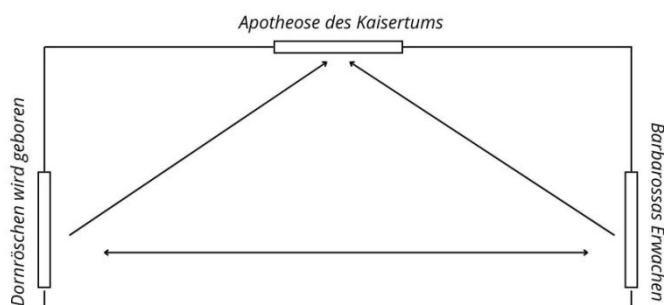 Apotheose des Kaisertums
Dornröschen wird geboren
Barbarossas Erwachen